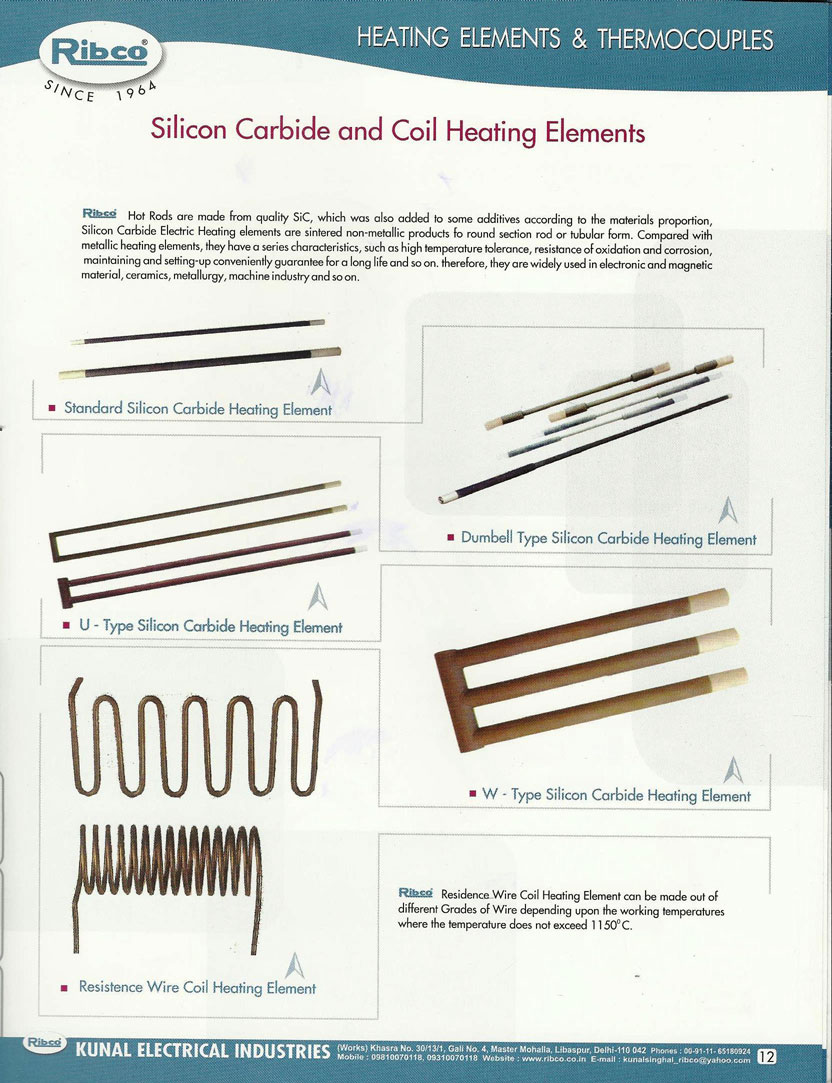 HEATING ELEMENTS & THERMOCOUPLES
Ribco®
SINCE 1964
Silicon Carbide and Coil Heating Elements
Ribco Hot Rods are made from quality SiC, which was also added to some additives according to the materials proportion,
Silicon Carbide Electric Heating elements are sintered non-metallic products fo round section rod or tubular form. Compared with
metallic heating elements, they have a series characteristics, such as high temperature tolerance, resistance of oxidation and corrosion,
maintaining and setting-up conveniently guarantee for a long life and so on. therefore, they are widely used in electronic and magnetic
material, ceramics, metallurgy, machine industry and so on.
Standard Silicon Carbide Heating Element
Dumbell Type Silicon Carbide Heating Element
U - Type Silicon Carbide Heating Element
W - Type Silicon Carbide Heating Element
Ribco Residence Wire Coil Heating Element can be made out of
different Grades of Wire depending upon the working temperatures
where the temperature does not exceed 1150°C.
Resistence Wire Coil Heating Element
Ribco
KUNAL ELECTRICAL INDUSTRIES
(Works) Khasra No. 30/13/1, Gali No. 4, Master Mohalla, Libaspur, Delhi-110 042 Phones : 00-91-11- 65180924
Mobile : 09810070118, 09310070118 Website : www.ribco.co.in E-mail : kunalsinghal_ribco@yahoo.com
12